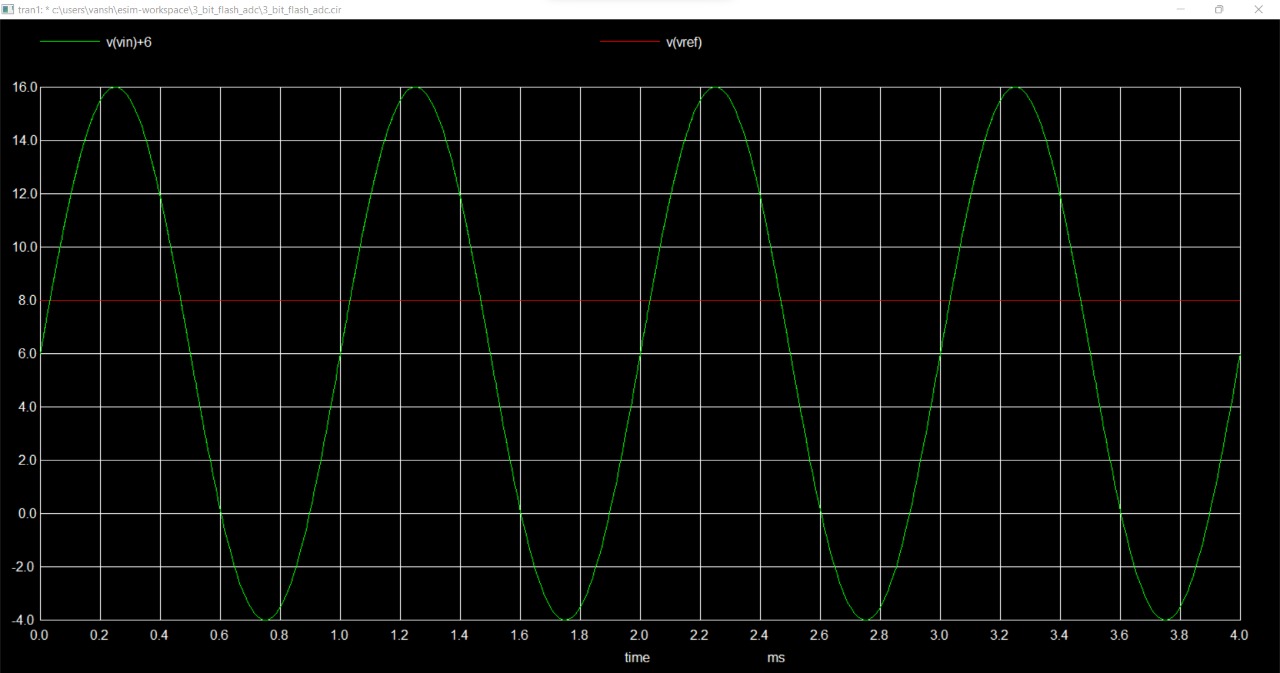 tran1: * c:\users\vansh\esim-workspace\3_bit_flash_adc\3_bit_flash_adc.cir
v(vin)+6 v(vref)
16.0
14.0
12.0
10.0
8.0
6.0
4.0
2.0
0.0
-2.0
-4.0
0.0 0.2 0.4 0.6 0.8 1.0 1.2 1.4 1.6 1.8 2.0 2.2 2.4 2.6 2.8 3.0 3.2 3.4 3.6 3.8 4.0
time ms